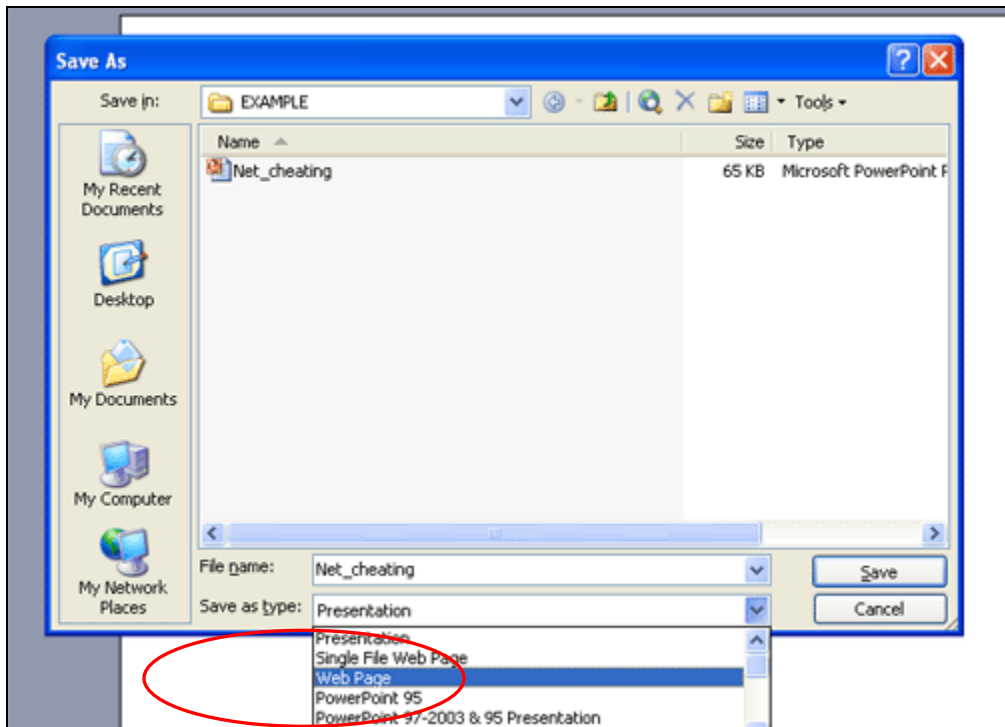 Save As
Save in: EXAMPLE Tools
Name Size Type
Net_cheating 65 KB Microsoft PowerPoint P
My Recent
Documents
Desktop
My Documents
My Computer
My Network
Places
File name: Net_cheating Save
Save as type: Presentation Cancel
Presentation
Single File Web Page
Web Page
PowerPoint 95
PowerPoint 97-2003 & 95 Presentation